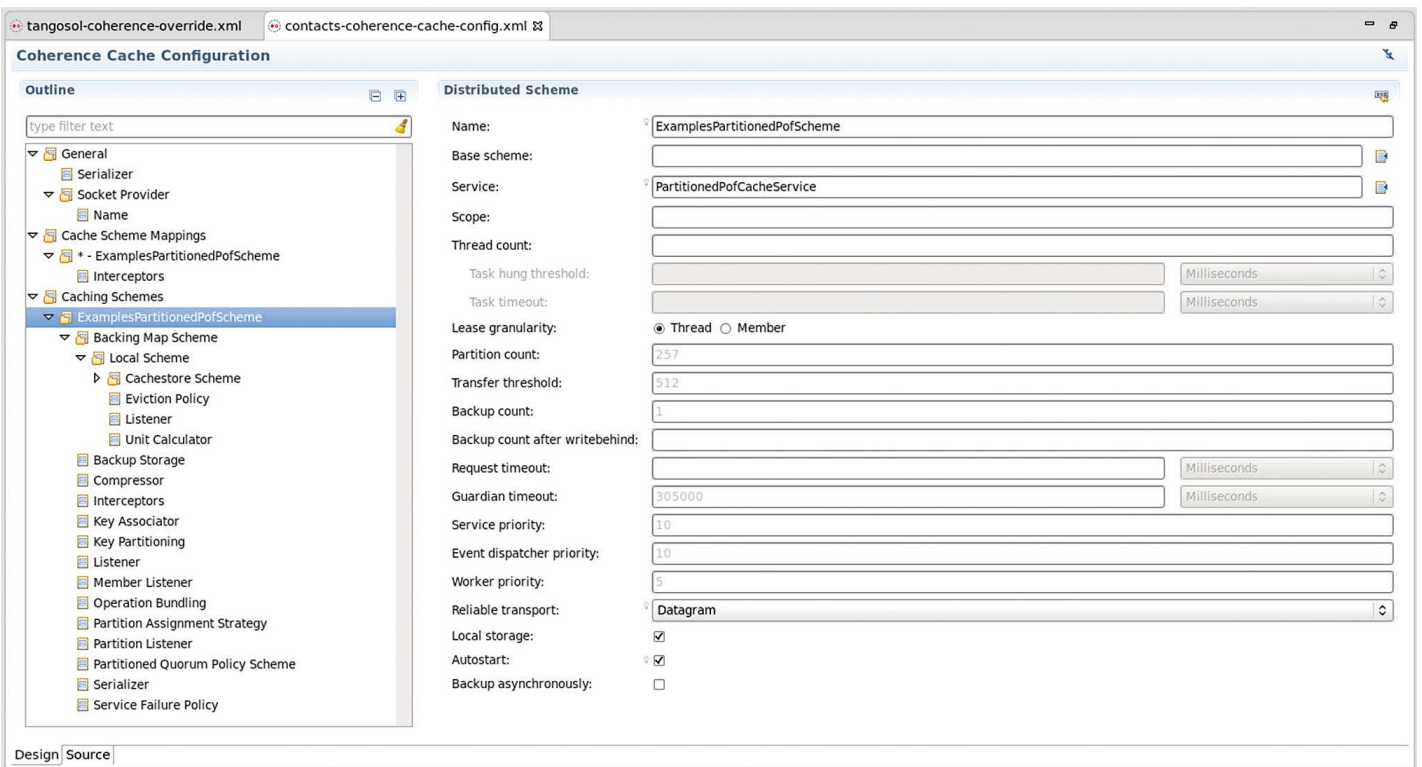 tangosol-coherence-override.xml contacts-coherence-cache-config.xml
Coherence Cache Configuration
Outline
type filter text
General
Serializer
Socket Provider
Name
Cache Scheme Mappings
* - ExamplesPartitionedPofScheme
Interceptors
Caching Schemes
ExamplesPartitionedPofScheme
Backing Map Scheme
Local Scheme
Cachestore Scheme
Eviction Policy
Listener
Unit Calculator
Backup Storage
Compressor
Interceptors
Key Associator
Key Partitioning
Listener
Member Listener
Operation Bundling
Partition Assignment Strategy
Partition Listener
Partitioned Quorum Policy Scheme
Serializer
Service Failure Policy
Distributed Scheme
Name: ExamplesPartitionedPofScheme
Base scheme:
Service: PartitionedPofCacheService
Scope:
Thread count:
Task hung threshold: Milliseconds
Task timeout: Milliseconds
Lease granularity: Thread Member
Partition count: 257
Transfer threshold: 512
Backup count: 1
Backup count after writebehind:
Request timeout: Milliseconds
Guardian timeout: 305000 Milliseconds
Service priority: 10
Event dispatcher priority: 10
Worker priority: 5
Reliable transport: Datagram
Local storage:
Autostart:
Backup asynchronously:
Design Source